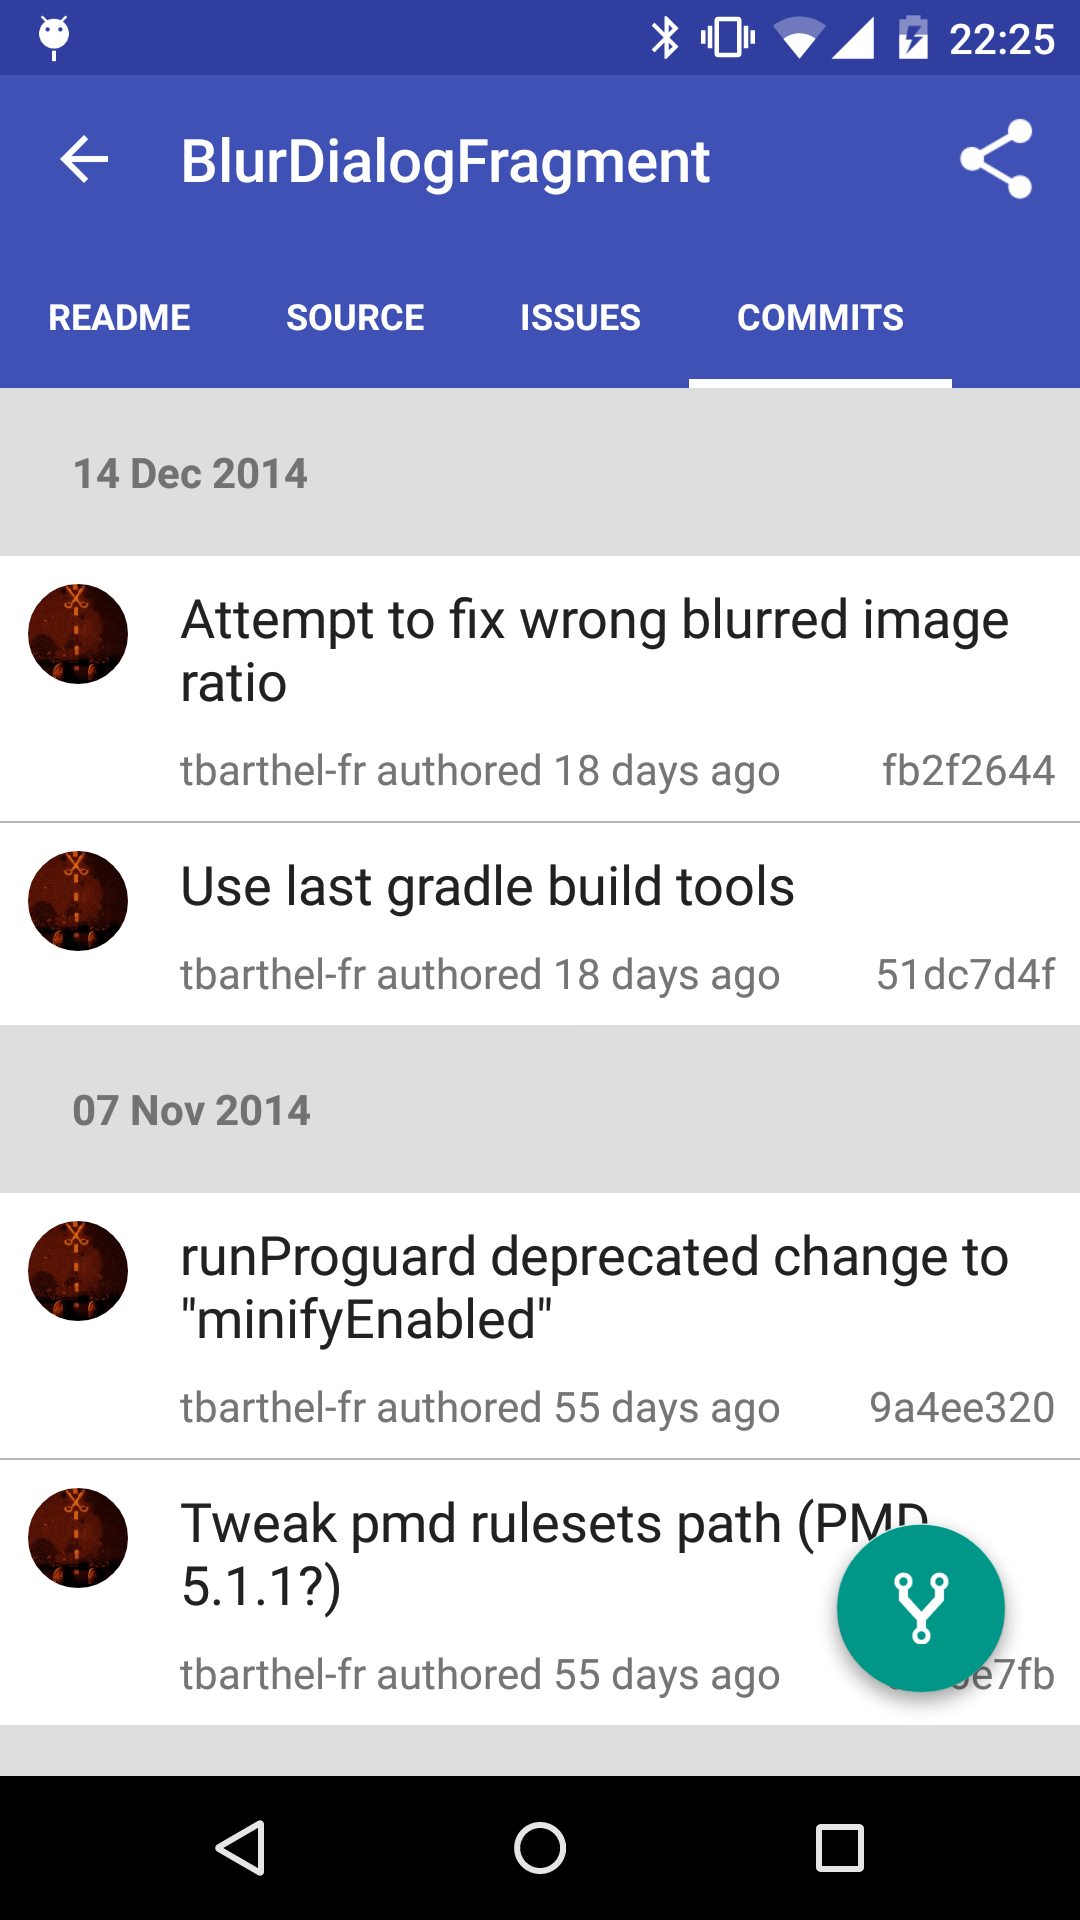 22:25
BlurDialogFragment
README SOURCE ISSUES COMMITS
14 Dec 2014
Attempt to fix wrong blurred image
ratio
tbarthel-fr authored 18 days ago fb2f2644
Use last gradle build tools
tbarthel-fr authored 18 days ago 51dc7d4f
07 Nov 2014
runProguard deprecated change to
"minifyEnabled"
tbarthel-fr authored 55 days ago 9a4ee320
Tweak pmd rulesets path (PMD
5.1.1?)
tbarthel-fr authored 55 days ago